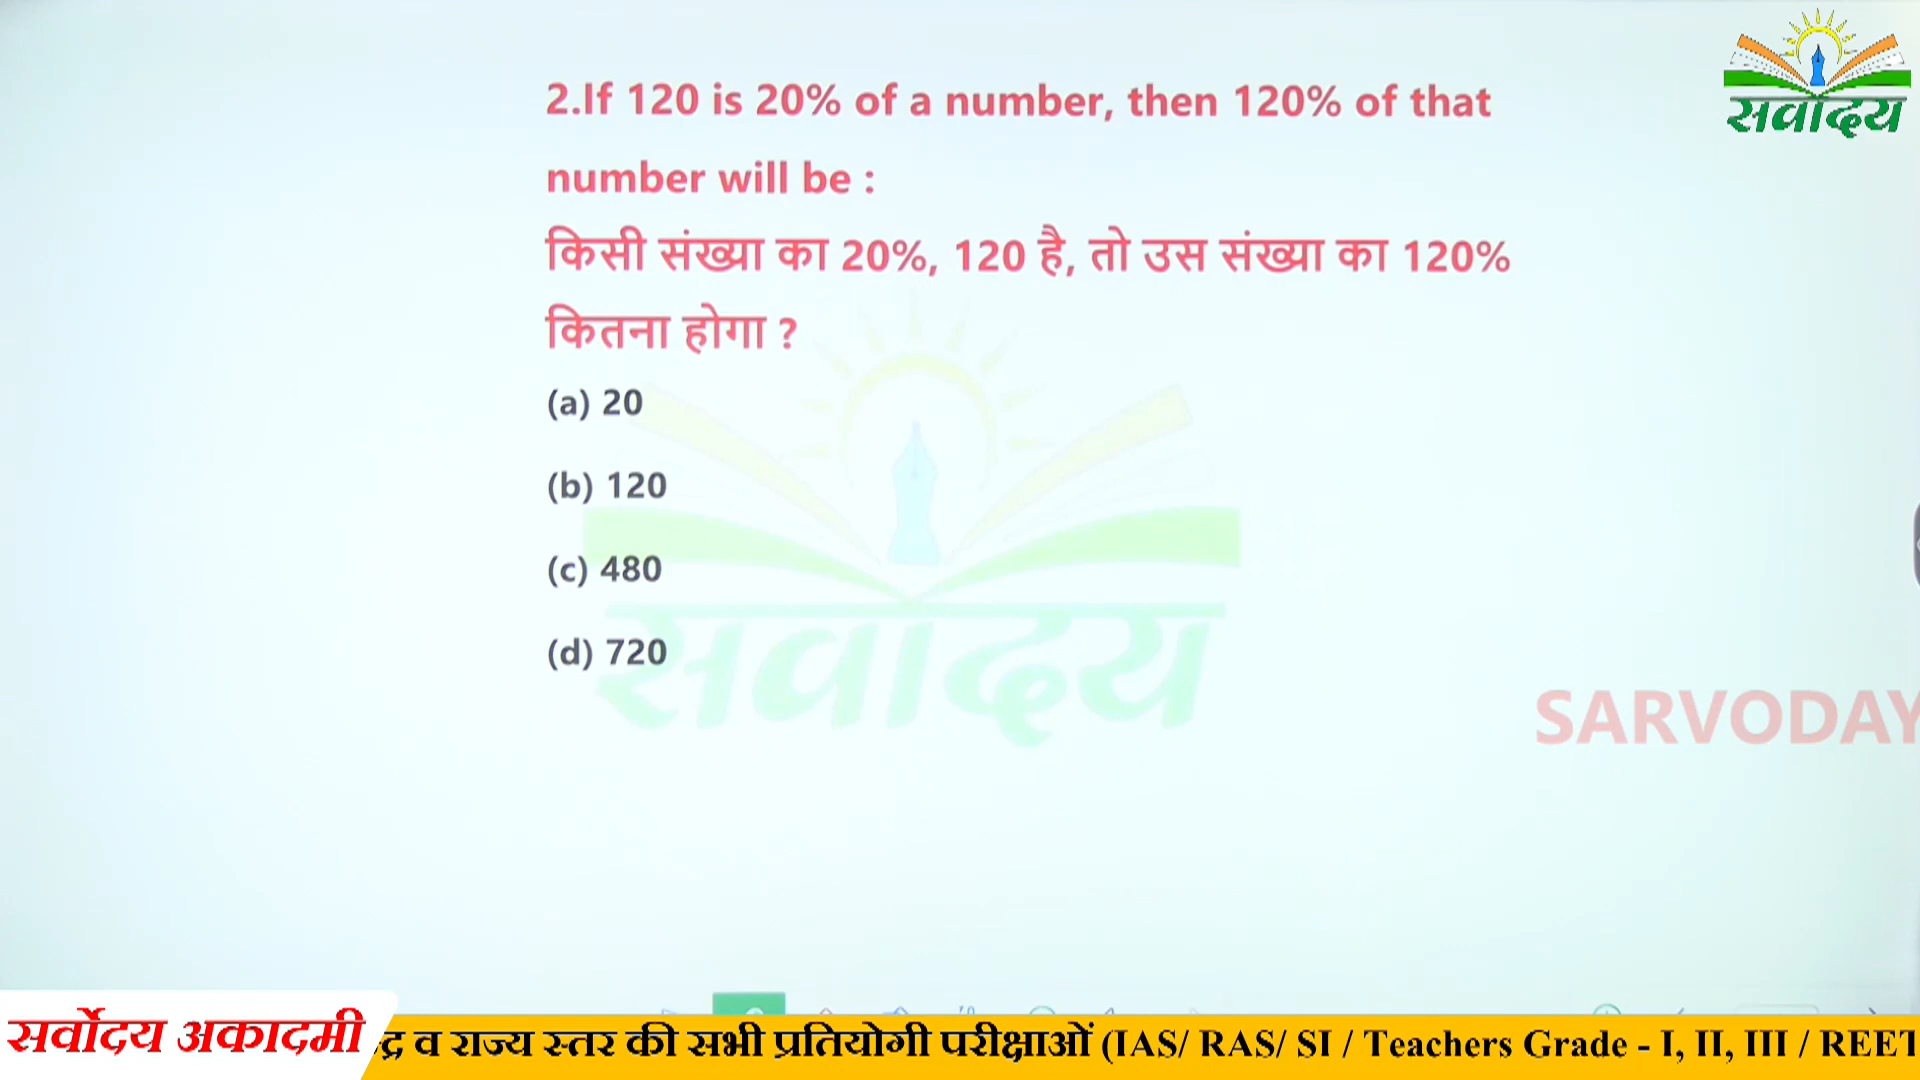 सर्वोदय
2.If 120 is 20% of a number, then 120% of that
number will be :
किसी संख्या का 20%, 120 है, तो उस संख्या का 120%
कितना होगा ?
(a) 20
(b) 120
(c) 480
(d) 720
सर्वोदय
SARVODAY
सर्वोदय अकादमी
व राज्य स्तर की सभी प्रतियोगी परीक्षाओं (IAS/ RAS/ SI / Teachers Grade - I, II, III / REET